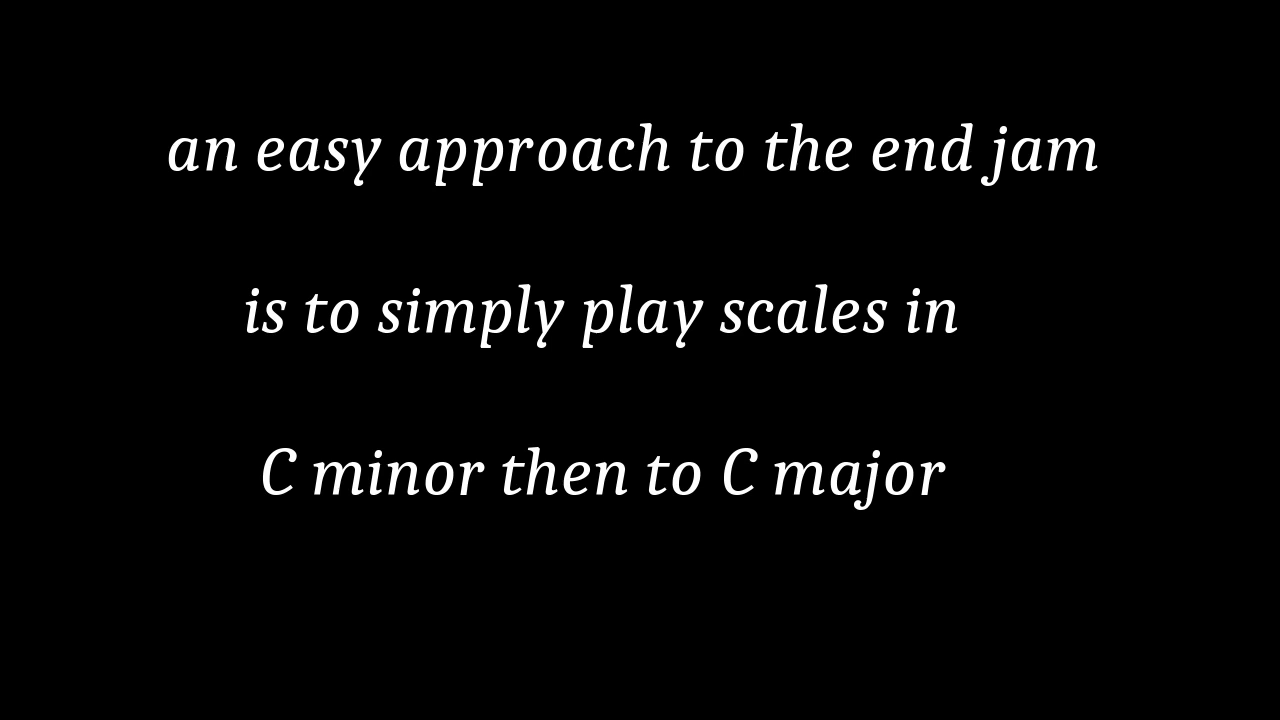 an easy approach to the end jam
is to simply play scales in
C minor then to C major